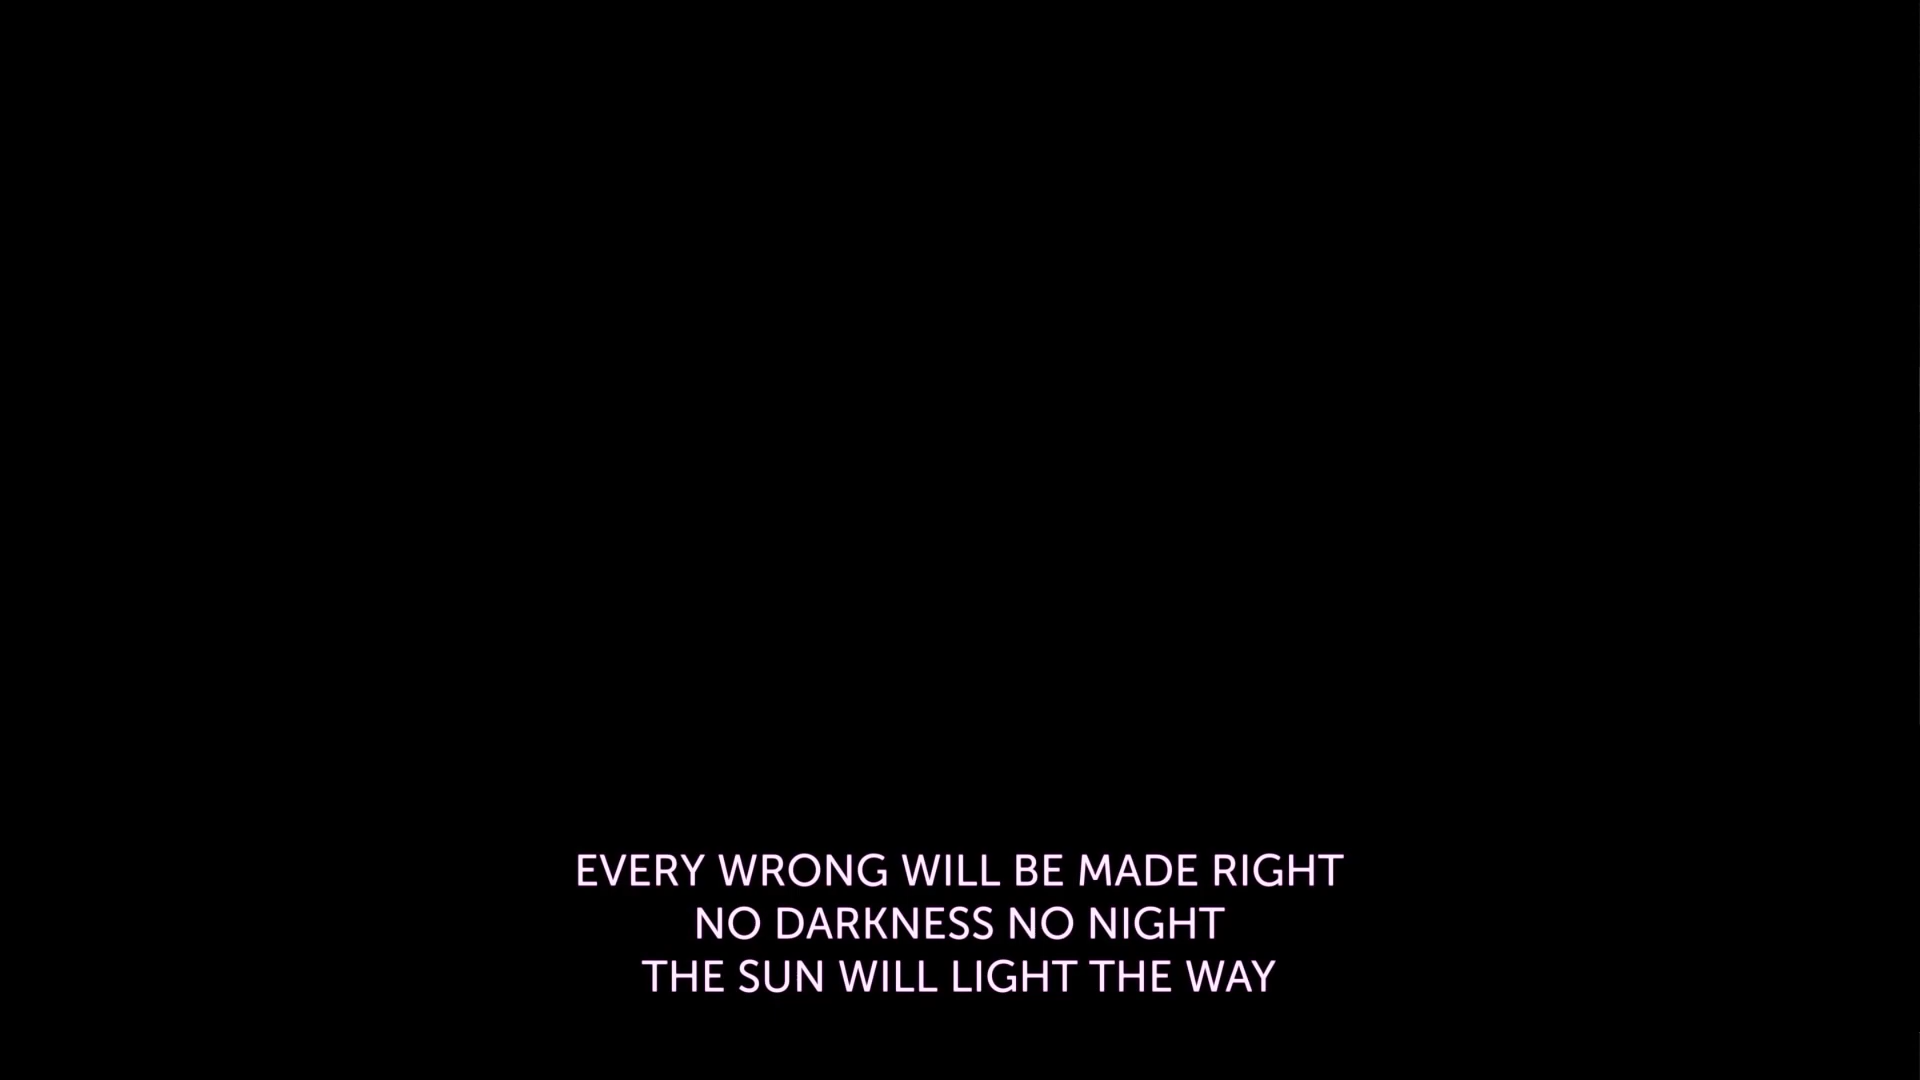 EVERY WRONG WILL BE MADE RIGHT
NO DARKNESS NO NIGHT
THE SUN WILL LIGHT THE WAY